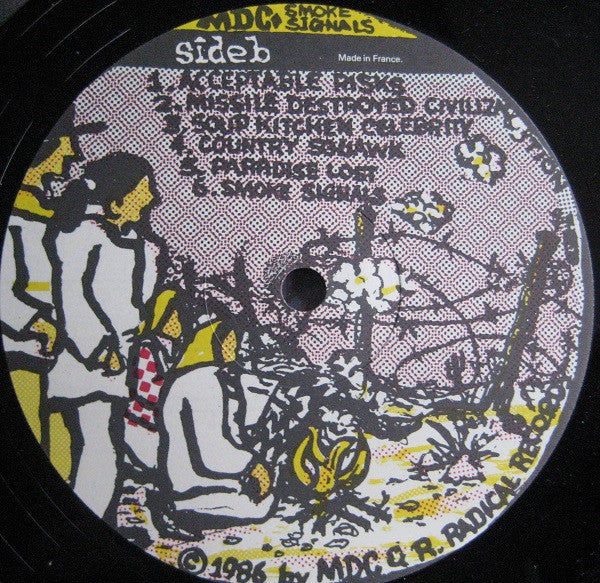 MDC• SMOKE SIGNALS
sideb
Made in France.
1. ACCEPTABLE RISKS
2. MISSILE DESTROYED CIVILIZACTION
3. SOUP KITCHEN CELEBRITY
4. COUNTRY SQUAWK
5. PARADISE LOST
6. SMOKE SIGNALS
© 1986 by MDC & R. RADICAL RECORDS